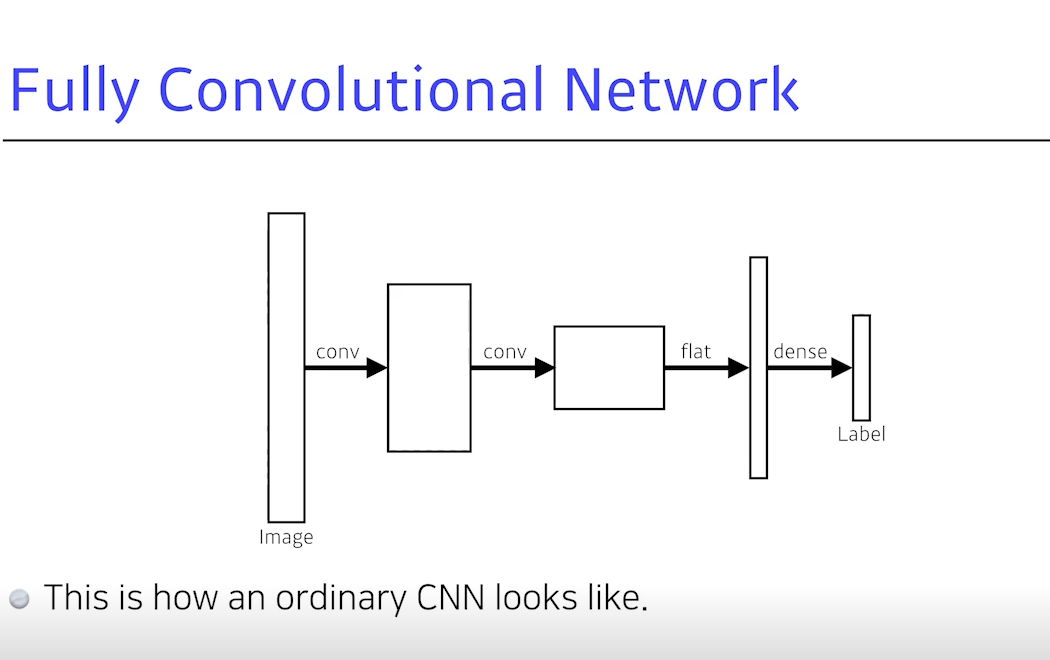 Fully Convolutional Network
conv
conv
flat
dense
Label
Image
This is how an ordinary CNN looks like.